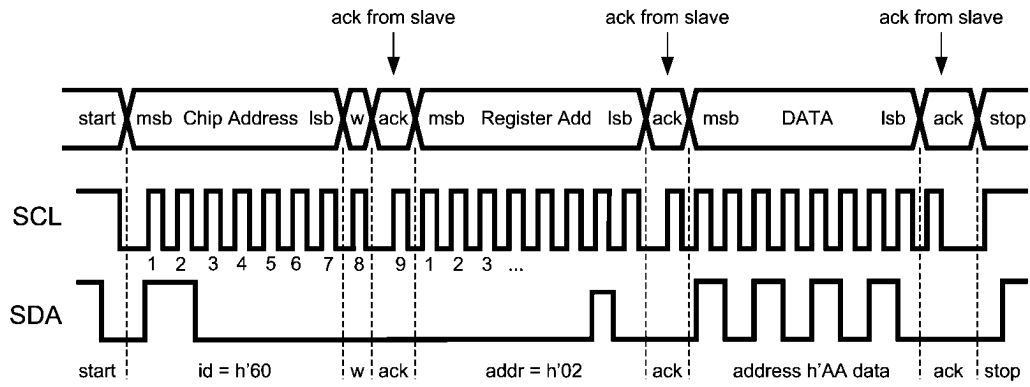 ack from slave ack from slave ack from slave
start msb Chip Address lsb w ack msb Register Add lsb ack msb DATA lsb ack stop
SCL
1 2 3 4 5 6 7 8 9 1 2 3 ...
SDA
start id = h'60 w ack addr = h'02 ack address h'AA data ack stop